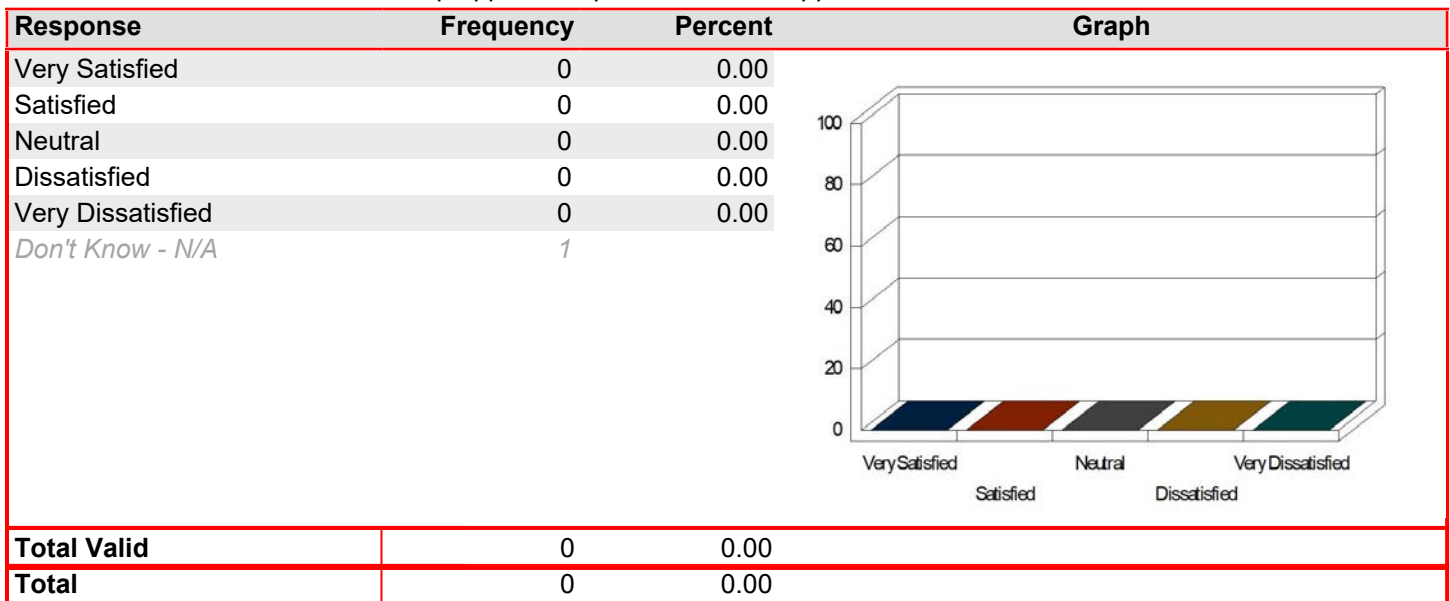 Response Frequency Percent Graph
Very Satisfied 0 0.00
Satisfied 0 0.00
Neutral 0 0.00
Dissatisfied 0 0.00
Very Dissatisfied 0 0.00
Don't Know - N/A 1
100
80
60
40
20
0
Very Satisfied Neutral Very Dissatisfied
Satisfied Dissatisfied
Total Valid 0 0.00
Total 0 0.00